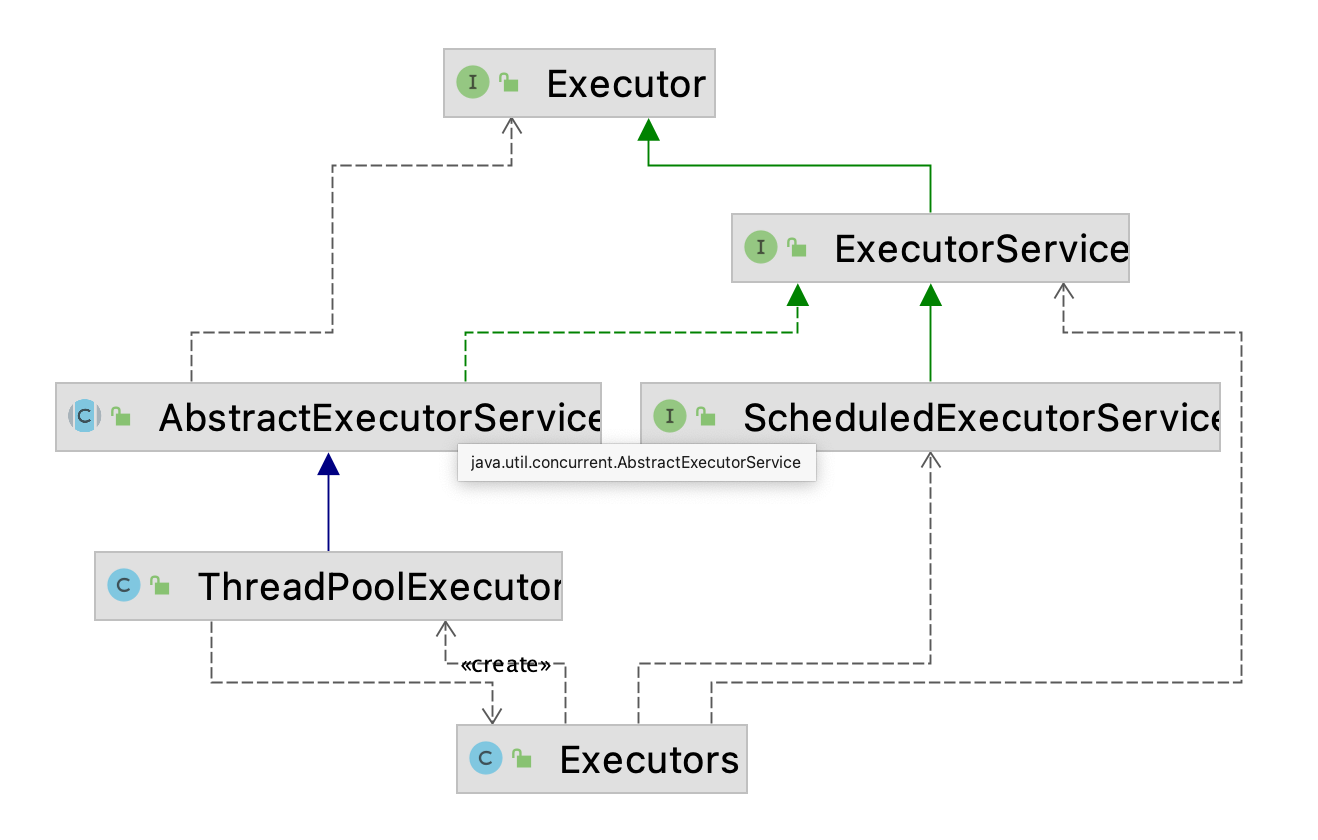 I Executor
I ExecutorService
C AbstractExecutorService
I ScheduledExecutorService
java.util.concurrent.AbstractExecutorService
C ThreadPoolExecutor
«create»
C Executors